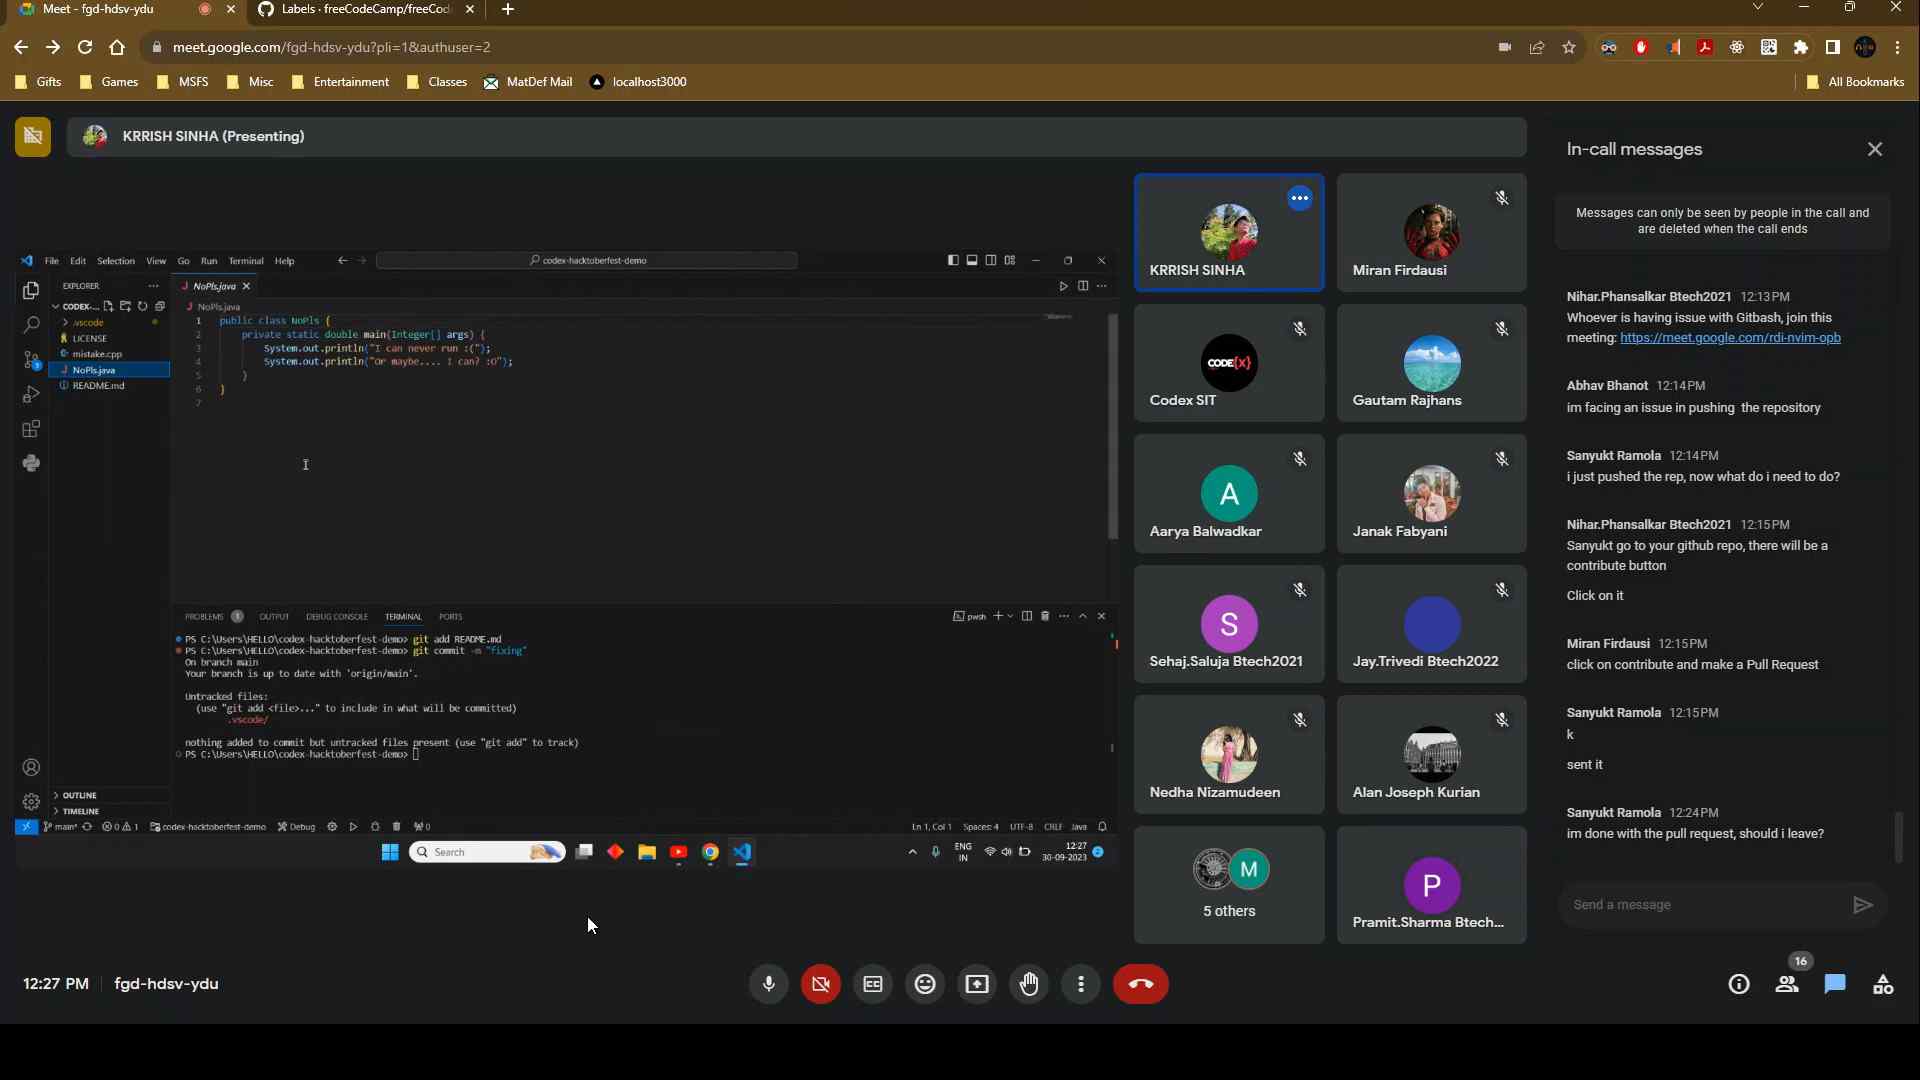 Meet - fgd-hdsv-ydu
Labels · freeCodeCamp/freeCod
meet.google.com/fgd-hdsv-ydu?pli=1&authuser=2
Gifts
Games
MSFS
Misc
Entertainment
Classes
MatDef Mail
localhost3000
All Bookmarks
KRRISH SINHA (Presenting)
File Edit Selection View Go Run Terminal Help
codex-hacktoberfest-demo
EXPLORER
CODEX-...
.vscode
LICENSE
mistake.cpp
NoPls.java
README.md
OUTLINE
TIMELINE
NoPls.java
NoPls.java
1 public class NoPls {
2 private static double main(Integer[] args) {
3 System.out.println("I can never run :(");
4 System.out.println("Or maybe.... I can? :O");
5 }
6 }
7
PROBLEMS 1 OUTPUT DEBUG CONSOLE TERMINAL PORTS
pwsh
PS C:\Users\HELLO\codex-hacktoberfest-demo> git add README.md
PS C:\Users\HELLO\codex-hacktoberfest-demo> git commit -m "fixing"
On branch main
Your branch is up to date with 'origin/main'.
Untracked files:
(use "git add <file>..." to include in what will be committed)
.vscode/
nothing added to commit but untracked files present (use "git add" to track)
PS C:\Users\HELLO\codex-hacktoberfest-demo>
main* 0 1 codex-hacktoberfest-demo Debug 0
Ln 1, Col 1 Spaces: 4 UTF-8 CRLF Java
Search
ENG
IN
12:27
30-09-2023
2
KRRISH SINHA
Miran Firdausi
CODE{X}
Codex SIT
Gautam Rajhans
A
Aarya Balwadkar
Janak Fabyani
S
Sehaj.Saluja Btech2021
Jay.Trivedi Btech2022
Nedha Nizamudeen
Alan Joseph Kurian
M
5 others
P
Pramit.Sharma Btech...
In-call messages
Messages can only be seen by people in the call and
are deleted when the call ends
Nihar.Phansalkar Btech2021 12:13 PM
Whoever is having issue with Gitbash, join this
meeting: https://meet.google.com/rdi-nvim-opb
Abhav Bhanot 12:14 PM
im facing an issue in pushing the repository
Sanyukt Ramola 12:14 PM
i just pushed the rep, now what do i need to do?
Nihar.Phansalkar Btech2021 12:15 PM
Sanyukt go to your github repo, there will be a
contribute button
Click on it
Miran Firdausi 12:15 PM
click on contribute and make a Pull Request
Sanyukt Ramola 12:15 PM
k
sent it
Sanyukt Ramola 12:24 PM
im done with the pull request, should i leave?
Send a message
12:27 PM
fgd-hdsv-ydu
16